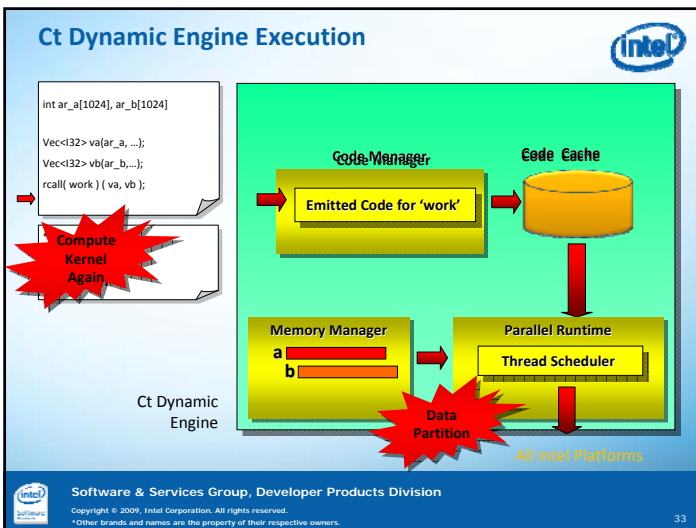 Ct Dynamic Engine Execution
intel
int ar_a[1024], ar_b[1024]
Vec<I32> va(ar_a, ...);
Vec<I32> vb(ar_b,...);
rcall( work ) ( va, vb );
Compute
Kernel
Again
Code Manager
Emitted Code for ‘work’
Code Cache
Memory Manager
a
b
Parallel Runtime
Thread Scheduler
Data
Partition
Ct Dynamic
Engine
All Intel Platforms
intel
Software
Software & Services Group, Developer Products Division
Copyright © 2009, Intel Corporation. All rights reserved.
*Other brands and names are the property of their respective owners.
33